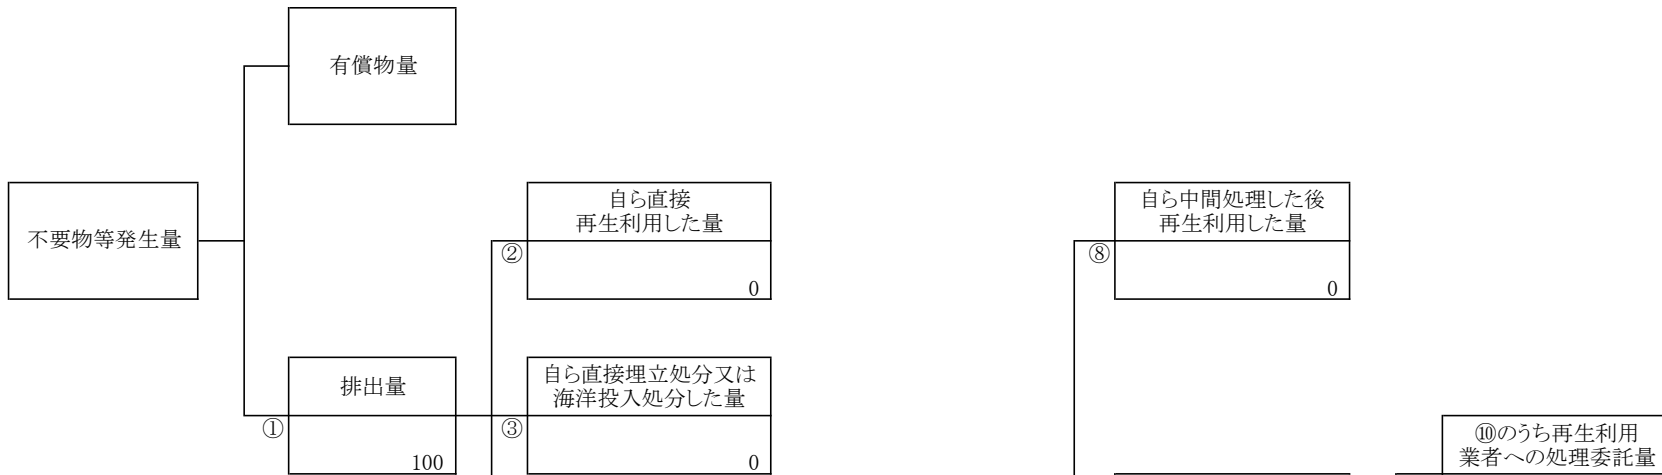 有償物量
不要物等発生量
自ら直接
再生利用した量
②
0
自ら中間処理した後
再生利用した量
⑧
0
排出量
①
100
自ら直接埋立処分又は
海洋投入処分した量
③
0
⑩のうち再生利用
業者への処理委託量